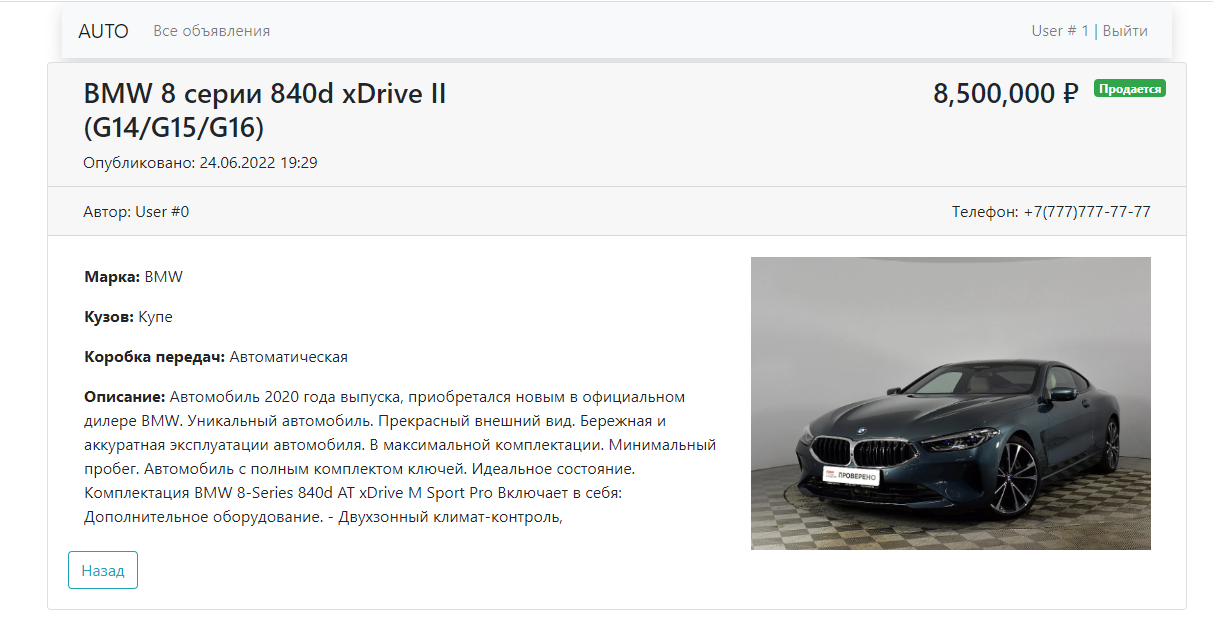 AUTO Все объявления User # 1 | Выйти
BMW 8 серии 840d xDrive II
(G14/G15/G16)
8,500,000 ₽ Продается
Опубликовано: 24.06.2022 19:29
Автор: User #0 Телефон: +7(777)777-77-77
Марка: BMW
Кузов: Купе
Коробка передач: Автоматическая
Описание: Автомобиль 2020 года выпуска, приобретался новым в официальном
дилере BMW. Уникальный автомобиль. Прекрасный внешний вид. Бережная и
аккуратная эксплуатации автомобиля. В максимальной комплектации. Минимальный
пробег. Автомобиль с полным комплектом ключей. Идеальное состояние.
Комплектация BMW 8-Series 840d AT xDrive M Sport Pro Включает в себя:
Дополнительное оборудование. - Двухзонный климат-контроль,
ПРОВЕРЕНО
Назад